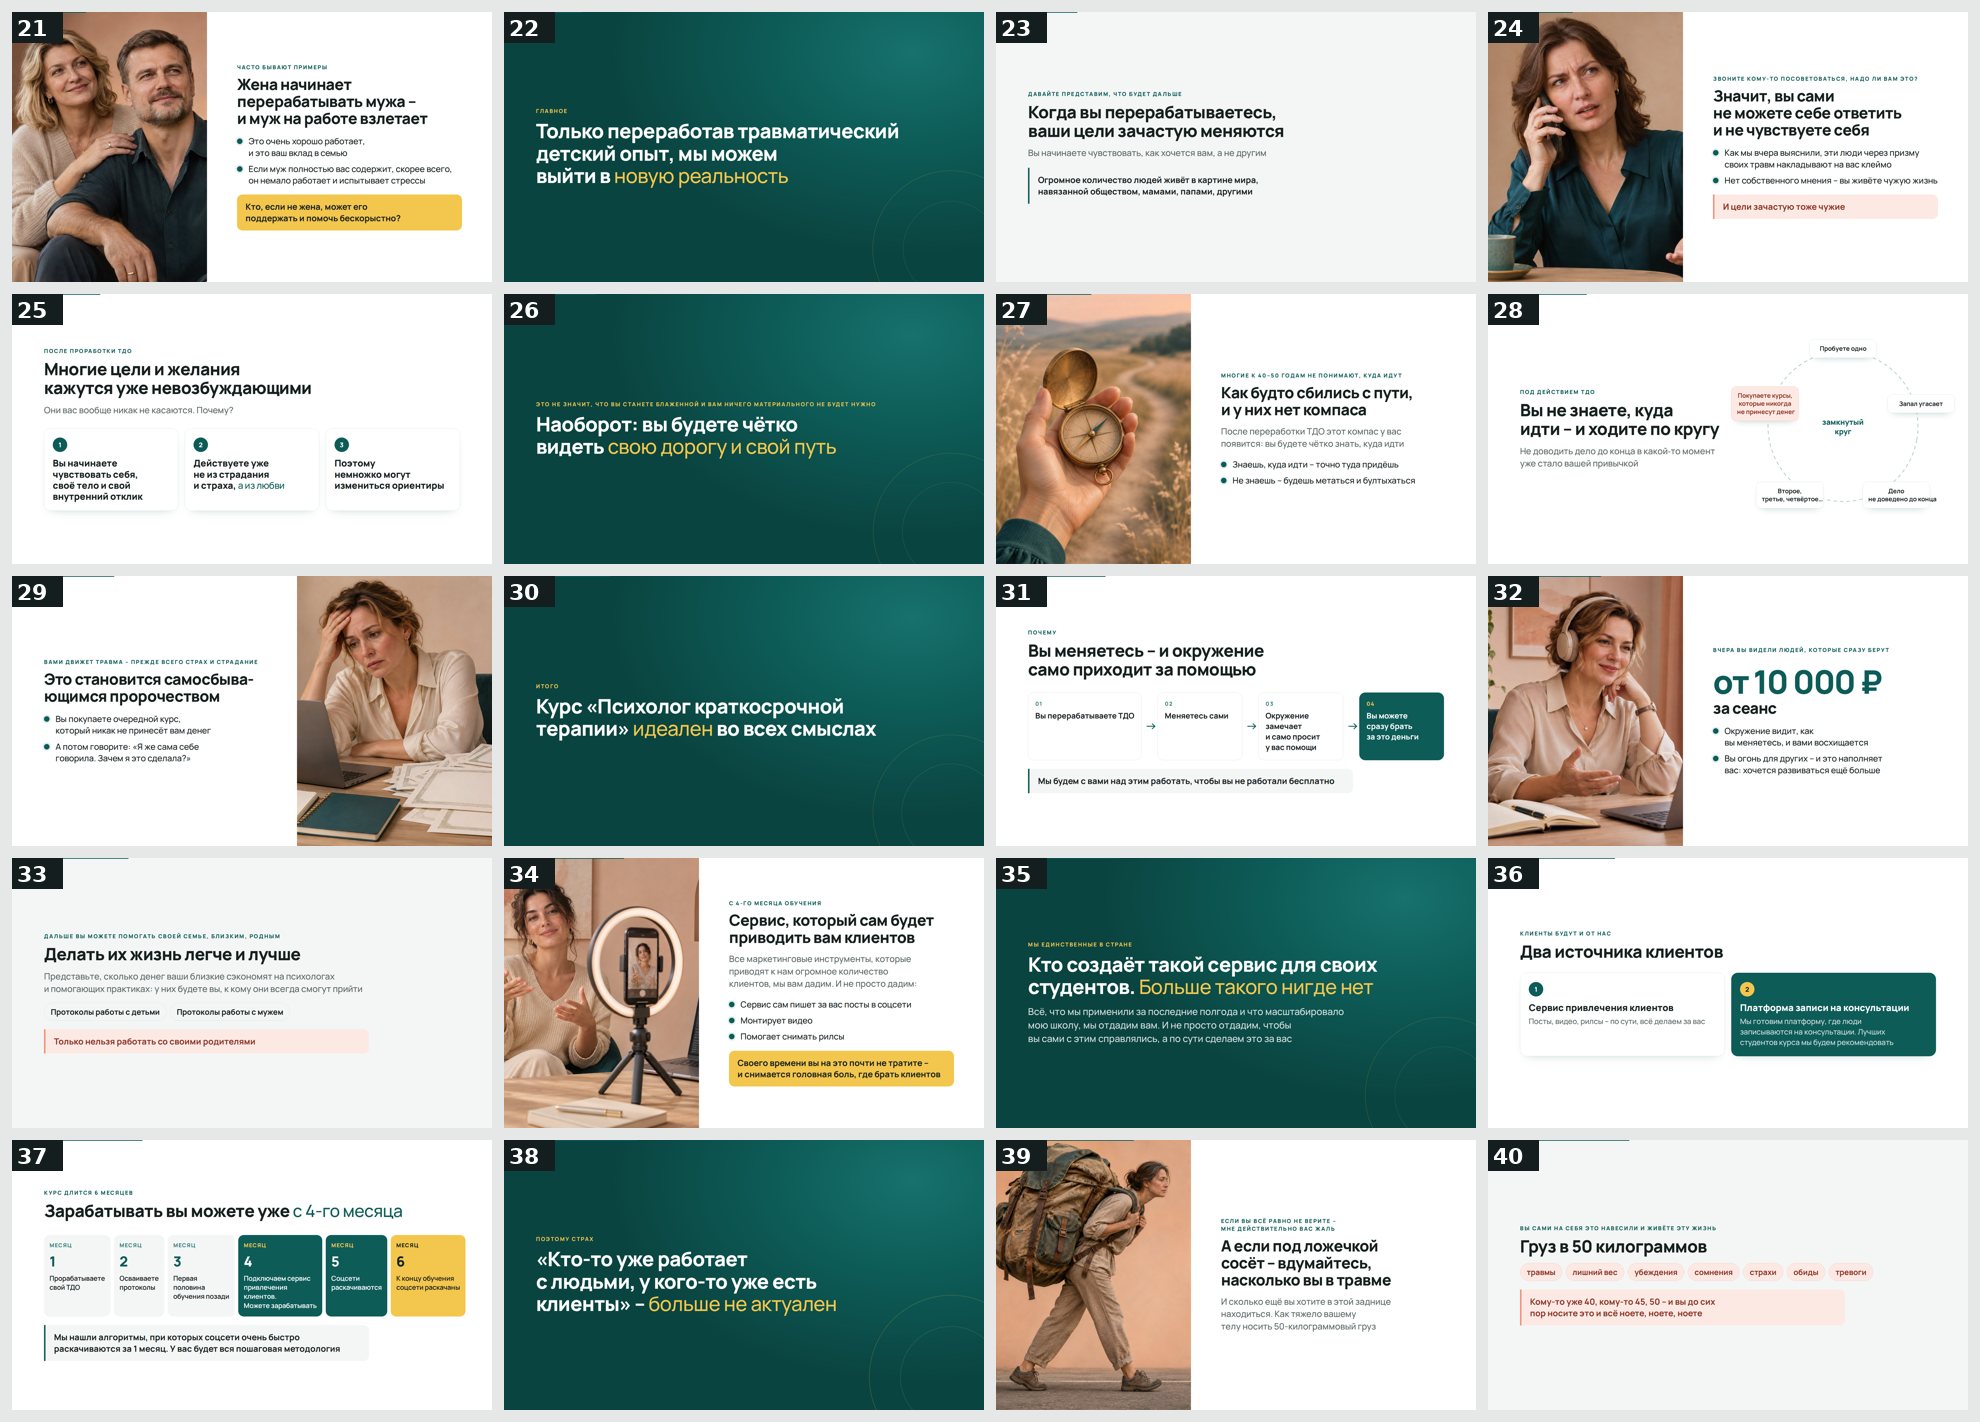 21
ЧАСТО БЫВАЮТ ПРИМЕРЫ
Жена начинает
перерабатывать мужа –
и муж на работе взлетает
Это очень хорошо работает,
и это ваш вклад в семью
Если муж полностью вас содержит, скорее всего,
он немало работает и испытывает стрессы
Кто, если не жена, может его
поддержать и помочь бескорыстно?
22
ГЛАВНОЕ
Только переработав травматический
детский опыт, мы можем
выйти в новую реальность
23
ДАВАЙТЕ ПРЕДСТАВИМ, ЧТО БУДЕТ ДАЛЬШЕ
Когда вы перерабатываетесь,
ваши цели зачастую меняются
Вы начинаете чувствовать, как хочется вам, а не другим
Огромное количество людей живёт в картине мира,
навязанной обществом, мамами, папами, другими
24
ЗВОНИТЕ КОМУ-ТО ПОСОВЕТОВАТЬСЯ, НАДО ЛИ ВАМ ЭТО?
Значит, вы сами
не можете себе ответить
и не чувствуете себя
Как мы вчера выяснили, эти люди через призму
своих травм накладывают на вас клеймо
Нет собственного мнения – вы живёте чужую жизнь
И цели зачастую тоже чужие
25
ПОСЛЕ ПРОРАБОТКИ ТДО
Многие цели и желания
кажутся уже невозбуждающими
Они вас вообще никак не касаются. Почему?
1
Вы начинаете
чувствовать себя,
своё тело и свой
внутренний отклик
2
Действуете уже
не из страдания
и страха, а из любви
3
Поэтому
немножко могут
измениться ориентиры
26
ЭТО НЕ ЗНАЧИТ, ЧТО ВЫ СТАНЕТЕ БЛАЖЕННОЙ И ВАМ НИЧЕГО МАТЕРИАЛЬНОГО НЕ БУДЕТ НУЖНО
Наоборот: вы будете чётко
видеть свою дорогу и свой путь
27
МНОГИЕ К 40–50 ГОДАМ НЕ ПОНИМАЮТ, КУДА ИДУТ
Как будто сбились с пути,
и у них нет компаса
После переработки ТДО этот компас у вас
появится: вы будете чётко знать, куда идти
Знаешь, куда идти – точно туда придёшь
Не знаешь – будешь метаться и бултыхаться
28
ПОД ДЕЙСТВИЕМ ТДО
Вы не знаете, куда
идти – и ходите по кругу
Не доводить дело до конца в какой-то момент
уже стало вашей привычкой
Пробуете одно
Запал угасает
Дело
не доведено до конца
Второе,
третье, четвёртое...
Покупаете курсы,
которые никогда
не принесут денег
замкнутый
круг
29
ВАМИ ДВИЖЕТ ТРАВМА – ПРЕЖДЕ ВСЕГО СТРАХ И СТРАДАНИЕ
Это становится самосбыва-
ющимся пророчеством
Вы покупаете очередной курс,
который никак не принесёт вам денег
А потом говорите: «Я же сама себе
говорила. Зачем я это сделала?»
30
ИТОГО
Курс «Психолог краткосрочной
терапии» идеален во всех смыслах
31
ПОЧЕМУ
Вы меняетесь – и окружение
само приходит за помощью
01
Вы перерабатываете ТДО
02
Меняетесь сами
03
Окружение
замечает
и само просит
у вас помощи
04
Вы можете
сразу брать
за это деньги
Мы будем с вами над этим работать, чтобы вы не работали бесплатно
32
ВЧЕРА ВЫ ВИДЕЛИ ЛЮДЕЙ, КОТОРЫЕ СРАЗУ БЕРУТ
от 10 000 ₽
за сеанс
Окружение видит, как
вы меняетесь, и вами восхищается
Вы огонь для других – и это наполняет
вас: хочется развиваться ещё больше
33
ДАЛЬШЕ ВЫ МОЖЕТЕ ПОМОГАТЬ СВОЕЙ СЕМЬЕ, БЛИЗКИМ, РОДНЫМ
Делать их жизнь легче и лучше
Представьте, сколько денег ваши близкие сэкономят на психологах
и помогающих практиках: у них будете вы, к кому они всегда смогут прийти
Протоколы работы с детьми
Протоколы работы с мужем
Только нельзя работать со своими родителями
34
С 4-ГО МЕСЯЦА ОБУЧЕНИЯ
Сервис, который сам будет
приводить вам клиентов
Все маркетинговые инструменты, которые
приводят к нам огромное количество
клиентов, мы вам дадим. И не просто дадим:
Сервис сам пишет за вас посты в соцсети
Монтирует видео
Помогает снимать рилсы
Своего времени вы на это почти не тратите –
и снимается головная боль, где брать клиентов
35
МЫ ЕДИНСТВЕННЫЕ В СТРАНЕ
Кто создаёт такой сервис для своих
студентов. Больше такого нигде нет
Всё, что мы применили за последние полгода и что масштабировало
мою школу, мы отдадим вам. И не просто отдадим, чтобы
вы сами с этим справлялись, а по сути сделаем это за вас
36
КЛИЕНТЫ БУДУТ И ОТ НАС
Два источника клиентов
1
Сервис привлечения клиентов
Посты, видео, рилсы – по сути, всё делаем за вас
2
Платформа записи на консультации
Мы готовим платформу, где люди
записываются на консультации. Лучших
студентов курса мы будем рекомендовать
37
КУРС ДЛИТСЯ 6 МЕСЯЦЕВ
Зарабатывать вы можете уже с 4-го месяца
МЕСЯЦ
1
Прорабатываете
свой ТДО
МЕСЯЦ
2
Осваиваете
протоколы
МЕСЯЦ
3
Первая
половина
обучения позади
МЕСЯЦ
4
Подключаем сервис
привлечения
клиентов.
Можете зарабатывать
МЕСЯЦ
5
Соцсети
раскачиваются
МЕСЯЦ
6
К концу обучения
соцсети раскачаны
Мы нашли алгоритмы, при которых соцсети очень быстро
раскачиваются за 1 месяц. У вас будет вся пошаговая методология
38
ПОЭТОМУ СТРАХ
«Кто-то уже работает
с людьми, у кого-то уже есть
клиенты» – больше не актуален
39
ЕСЛИ ВЫ ВСЁ РАВНО НЕ ВЕРИТЕ –
МНЕ ДЕЙСТВИТЕЛЬНО ВАС ЖАЛЬ
А если под ложечкой
сосёт – вдумайтесь,
насколько вы в травме
И сколько ещё вы хотите в этой заднице
находиться. Как тяжело вашему
телу носить 50-килограммовый груз
40
ВЫ САМИ НА СЕБЯ ЭТО НАВЕСИЛИ И ЖИВЁТЕ ЭТУ ЖИЗНЬ
Груз в 50 килограммов
травмы
лишний вес
убеждения
сомнения
страхи
обиды
тревоги
Кому-то уже 40, кому-то 45, 50 – и вы до сих
пор носите это и всё ноете, ноете, ноете